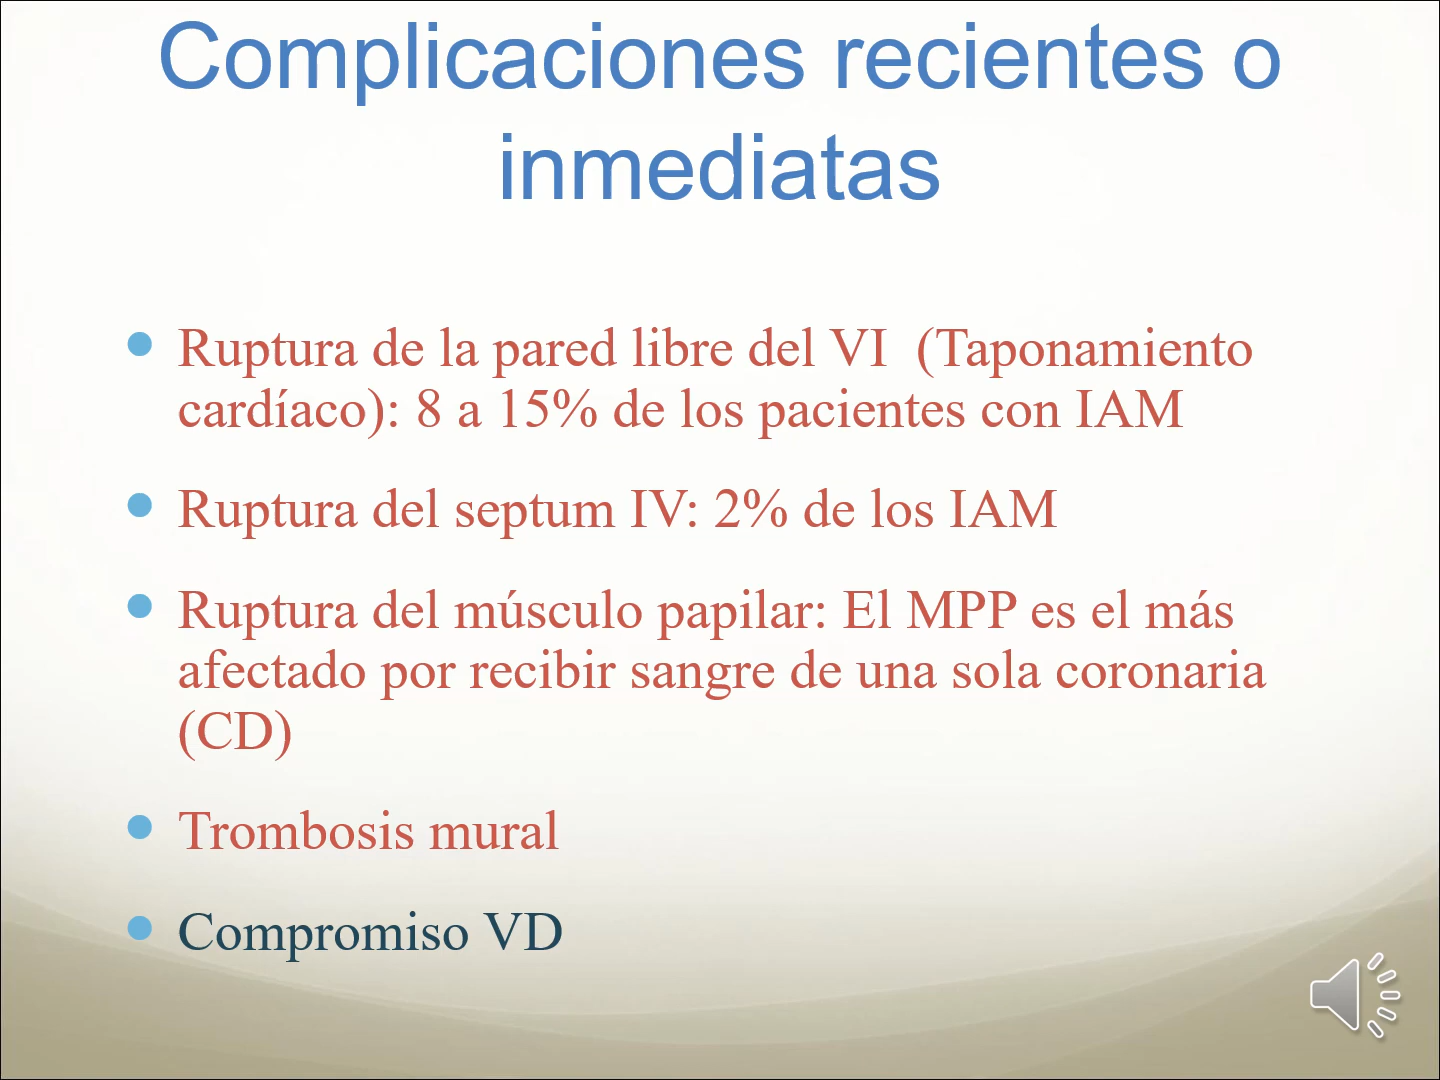 Complicaciones recientes o
inmediatas
Ruptura de la pared libre del VI (Taponamiento
cardíaco): 8 a 15% de los pacientes con IAM
Ruptura del septum IV: 2% de los IAM
Ruptura del músculo papilar: El MPP es el más
afectado por recibir sangre de una sola coronaria
(CD)
Trombosis mural
Compromiso VD